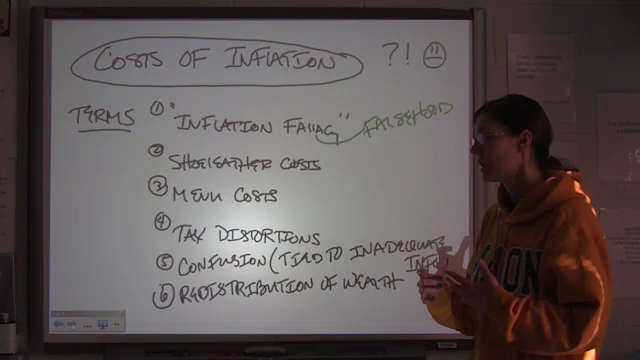 COSTS OF INFLATION ?!
TERMS ① "INFLATION FALLACY" FALSEHOOD
② SHOELEATHER COSTS
③ MENU COSTS
④ TAX DISTORTIONS
⑤ CONFUSION (TIED TO INADEQUATE INFO
⑥ REDISTRIBUTION OF WEALTH